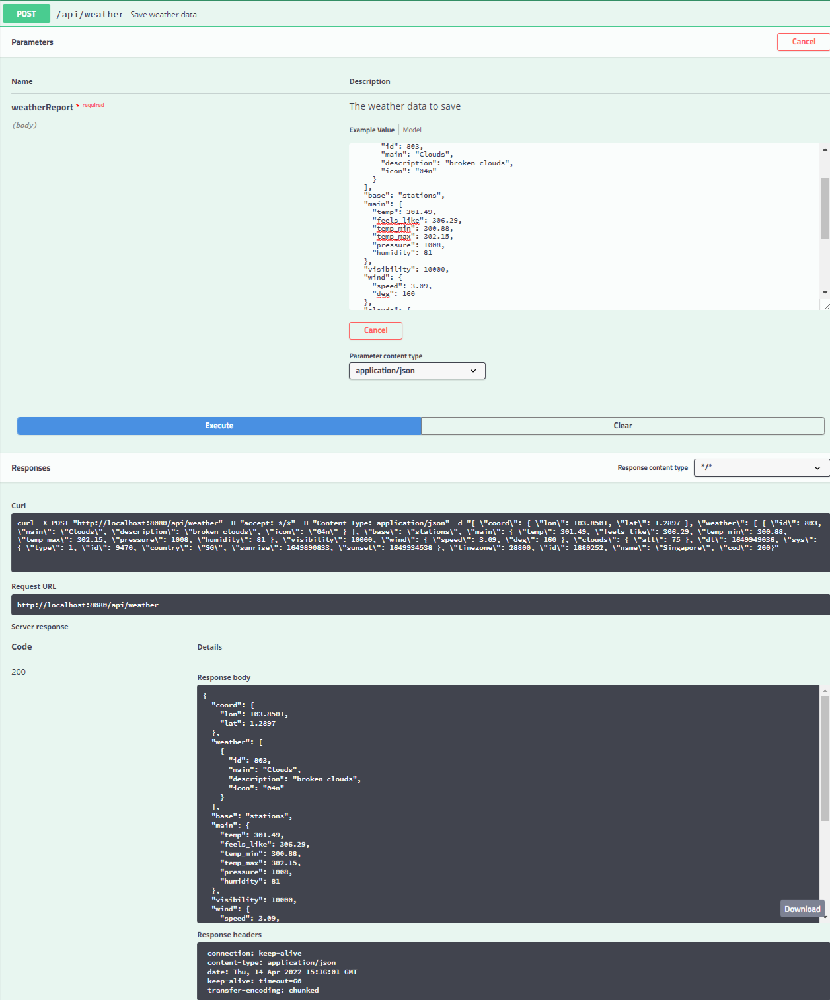 POST /api/weather Save weather data
Parameters Cancel
Name Description
weatherReport * required The weather data to save
(body)
Example Value Model
"id": 803,
"main": "Clouds",
"description": "broken clouds",
"icon": "04n"
}
],
"base": "stations",
"main": {
"temp": 301.49,
"feels_like": 306.29,
"temp_min": 300.88,
"temp_max": 302.15,
"pressure": 1008,
"humidity": 81
},
"visibility": 10000,
"wind": {
"speed": 3.09,
"deg": 160
},
"clouds": {
Cancel
Parameter content type
application/json
Execute Clear
Responses Response content type */*
Curl
curl -X POST "http://localhost:8080/api/weather" -H "accept: */*" -H "Content-Type: application/json" -d "{ \"coord\": { \"lon\": 103.8501, \"lat\": 1.2897 }, \"weather\": [ { \"id\": 803,
\"main\": \"Clouds\", \"description\": \"broken clouds\", \"icon\": \"04n\" } ], \"base\": \"stations\", \"main\": { \"temp\": 301.49, \"feels_like\": 306.29, \"temp_min\": 300.88,
\"temp_max\": 302.15, \"pressure\": 1008, \"humidity\": 81 }, \"visibility\": 10000, \"wind\": { \"speed\": 3.09, \"deg\": 160 }, \"clouds\": { \"all\": 75 }, \"dt\": 1649949036, \"sys\":
{ \"type\": 1, \"id\": 9470, \"country\": \"SG\", \"sunrise\": 1649890833, \"sunset\": 1649934538 }, \"timezone\": 28800, \"id\": 1880252, \"name\": \"Singapore\", \"cod\": 200}"
Request URL
http://localhost:8080/api/weather
Server response
Code Details
200
Response body
{
"coord": {
"lon": 103.8501,
"lat": 1.2897
},
"weather": [
{
"id": 803,
"main": "Clouds",
"description": "broken clouds",
"icon": "04n"
}
],
"base": "stations",
"main": {
"temp": 301.49,
"feels_like": 306.29,
"temp_min": 300.88,
"temp_max": 302.15,
"pressure": 1008,
"humidity": 81
},
"visibility": 10000,
"wind": {
"speed": 3.09,
Download
Response headers
connection: keep-alive
content-type: application/json
date: Thu, 14 Apr 2022 15:16:01 GMT
keep-alive: timeout=60
transfer-encoding: chunked